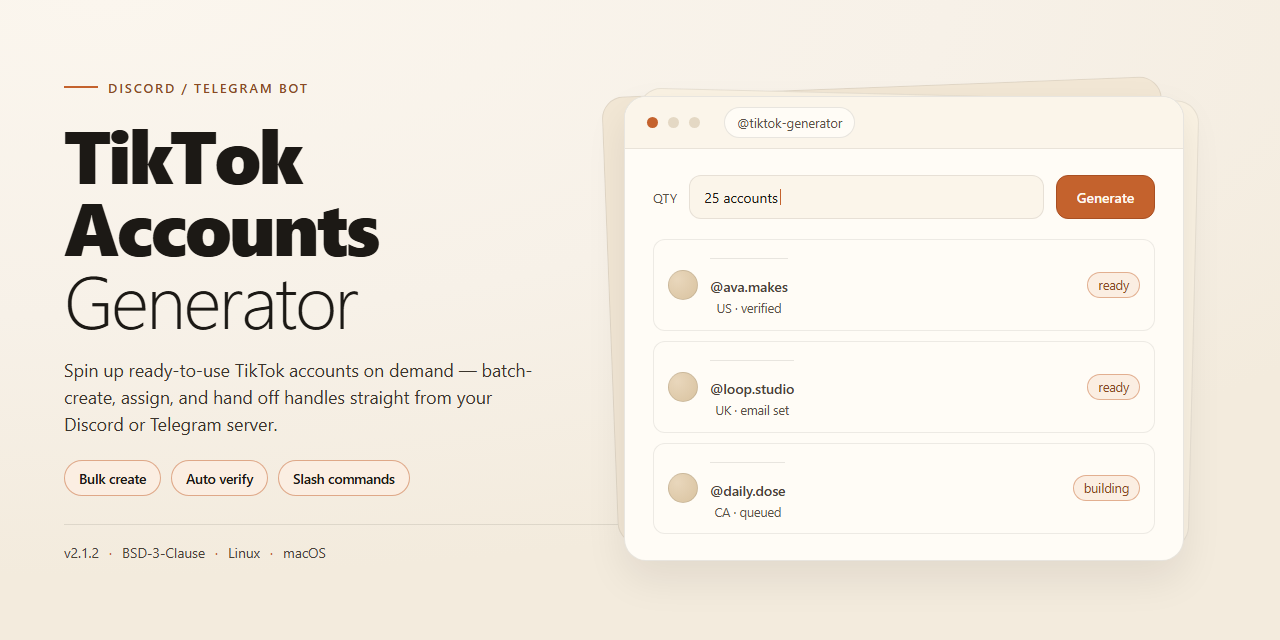 DISCORD / TELEGRAM BOT
TikTok
Accounts
Generator
Spin up ready-to-use TikTok accounts on demand — batch-
create, assign, and hand off handles straight from your
Discord or Telegram server.
Bulk create
Auto verify
Slash commands
v2.1.2 · BSD-3-Clause · Linux · macOS
@tiktok-generator
QTY
25 accounts
Generate
@ava.makes
US · verified
ready
@loop.studio
UK · email set
ready
@daily.dose
CA · queued
building